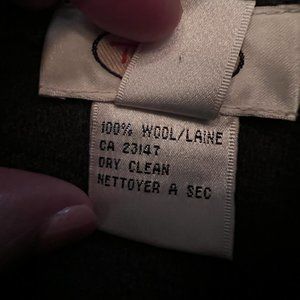 100% WOOL/LAINE
CA 23147
DRY CLEAN
NETTOYER A SEC